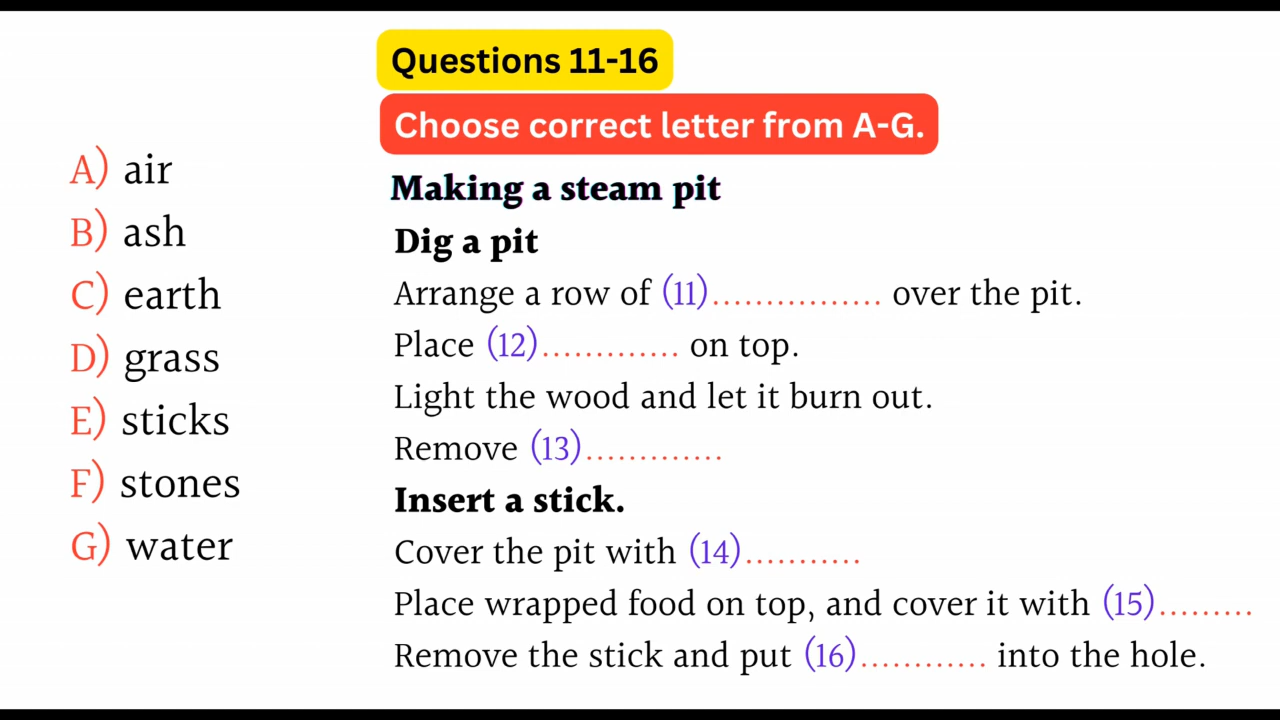 Questions 11-16
Choose correct letter from A-G.
A) air
B) ash
C) earth
D) grass
E) sticks
F) stones
G) water
Making a steam pit
Dig a pit
Arrange a row of (11)................ over the pit.
Place (12)............. on top.
Light the wood and let it burn out.
Remove (13).............
Insert a stick.
Cover the pit with (14)...........
Place wrapped food on top, and cover it with (15).........
Remove the stick and put (16)............ into the hole.